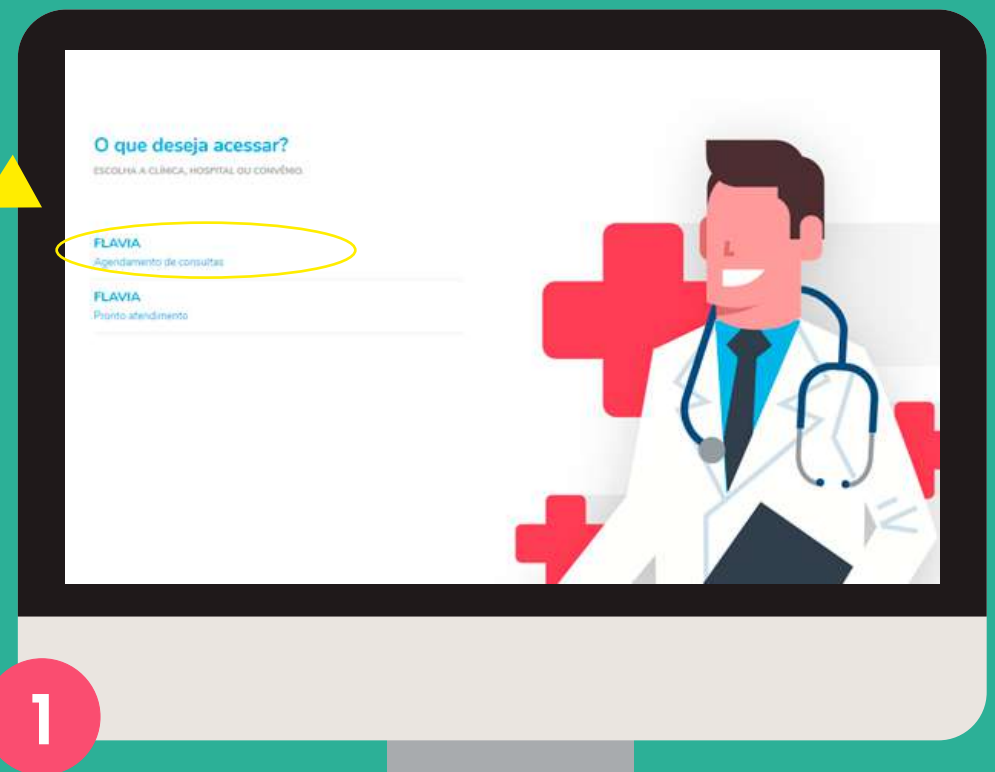 O que deseja acessar?
ESCOLHA A CLÍNICA, HOSPITAL OU CONVÊNIO.
FLAVIA
Agendamento de consultas
FLAVIA
Pronto atendimento
1